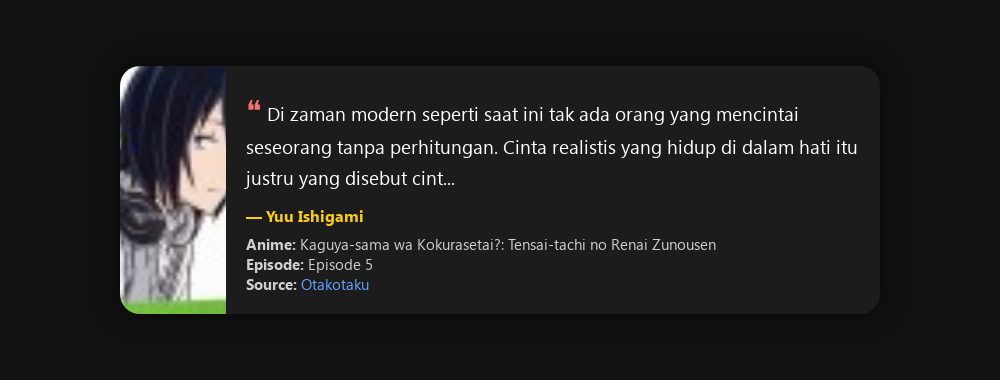 ❝ Di zaman modern seperti saat ini tak ada orang yang mencintai
seseorang tanpa perhitungan. Cinta realistis yang hidup di dalam hati itu
justru yang disebut cint...
— Yuu Ishigami
Anime: Kaguya-sama wa Kokurasetai?: Tensai-tachi no Renai Zunousen
Episode: Episode 5
Source: Otakotaku